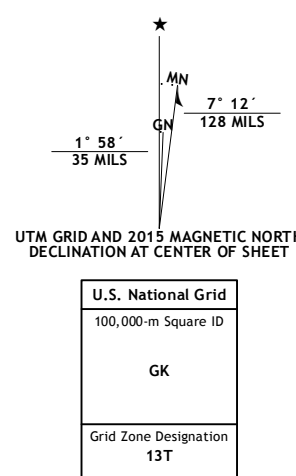 ★
MN
GN
7° 12´
128 MILS
1° 58´
35 MILS
UTM GRID AND 2015 MAGNETIC NORTH
DECLINATION AT CENTER OF SHEET
U.S. National Grid
100,000-m Square ID
GK
Grid Zone Designation
13T